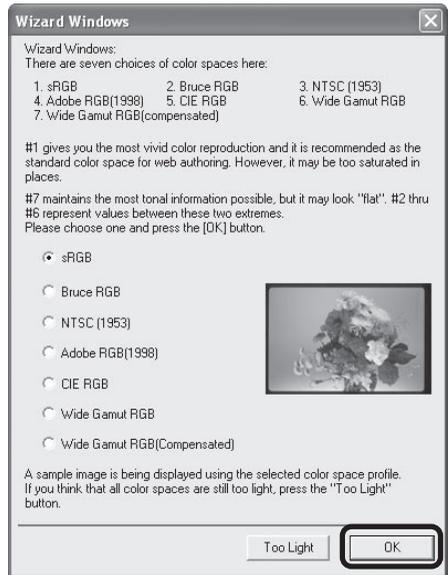 Wizard Windows
Wizard Windows:
There are seven choices of color spaces here:
1. sRGB 2. Bruce RGB 3. NTSC (1953)
4. Adobe RGB(1998) 5. CIE RGB 6. Wide Gamut RGB
7. Wide Gamut RGB(compensated)
#1 gives you the most vivid color reproduction and it is recommended as the
standard color space for web authoring. However, it may be too saturated in
places.
#7 maintains the most tonal information possible, but it may look "flat". #2 thru
#6 represent values between these two extremes.
Please choose one and press the [OK] button.
sRGB
Bruce RGB
NTSC (1953)
Adobe RGB(1998)
CIE RGB
Wide Gamut RGB
Wide Gamut RGB(Compensated)
A sample image is being displayed using the selected color space profile.
If you think that all color spaces are still too light, press the "Too Light"
button.
Too Light OK